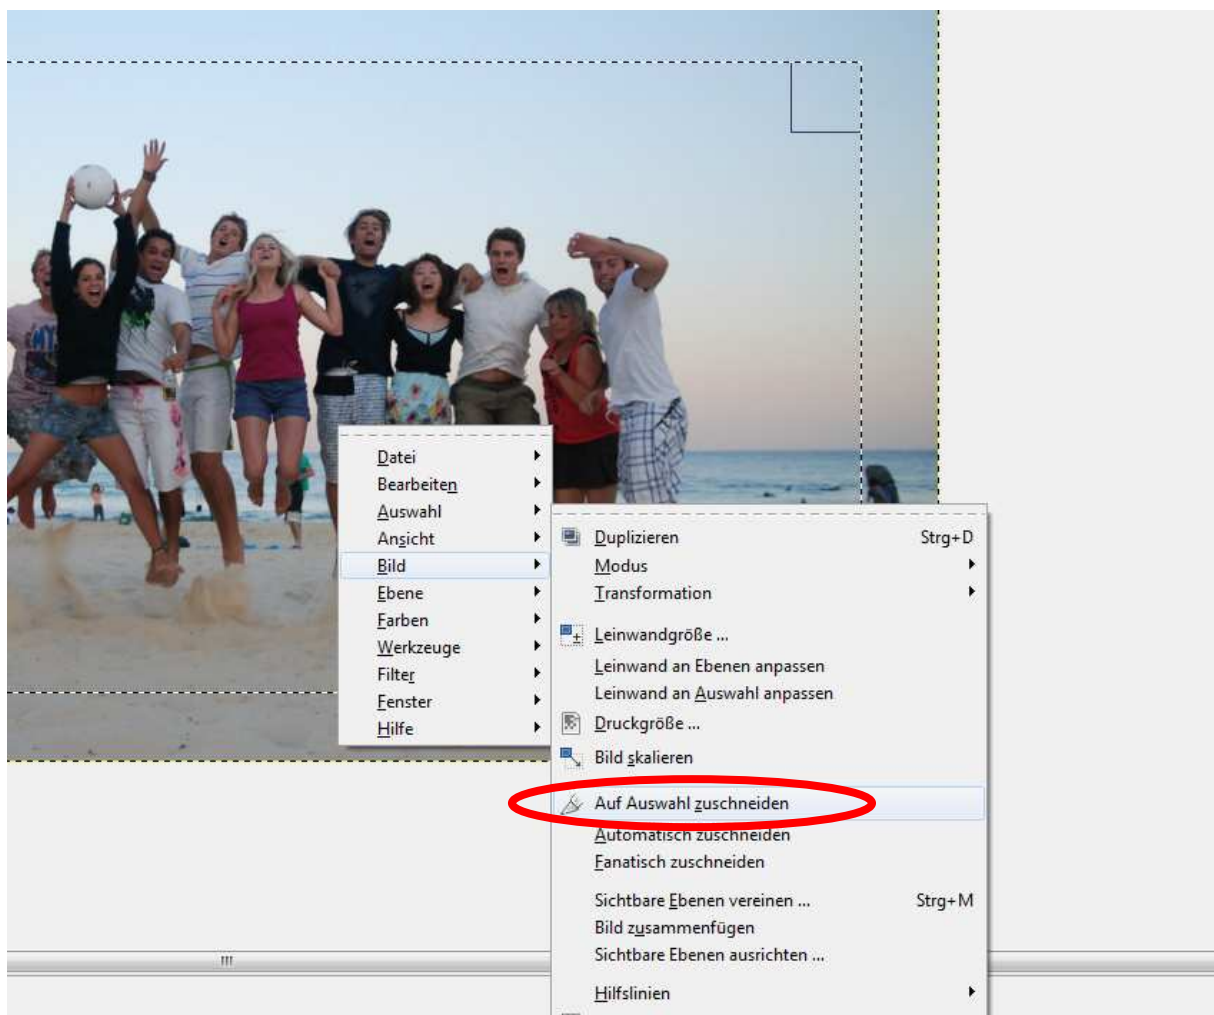 Datei
Bearbeiten
Auswahl
Ansicht
Bild
Ebene
Farben
Werkzeuge
Filter
Fenster
Hilfe
Duplizieren Strg+D
Modus
Transformation
Leinwandgröße ...
Leinwand an Ebenen anpassen
Leinwand an Auswahl anpassen
Druckgröße ...
Bild skalieren
Auf Auswahl zuschneiden
Automatisch zuschneiden
Fanatisch zuschneiden
Sichtbare Ebenen vereinen ... Strg+M
Bild zusammenfügen
Sichtbare Ebenen ausrichten ...
Hilfslinien